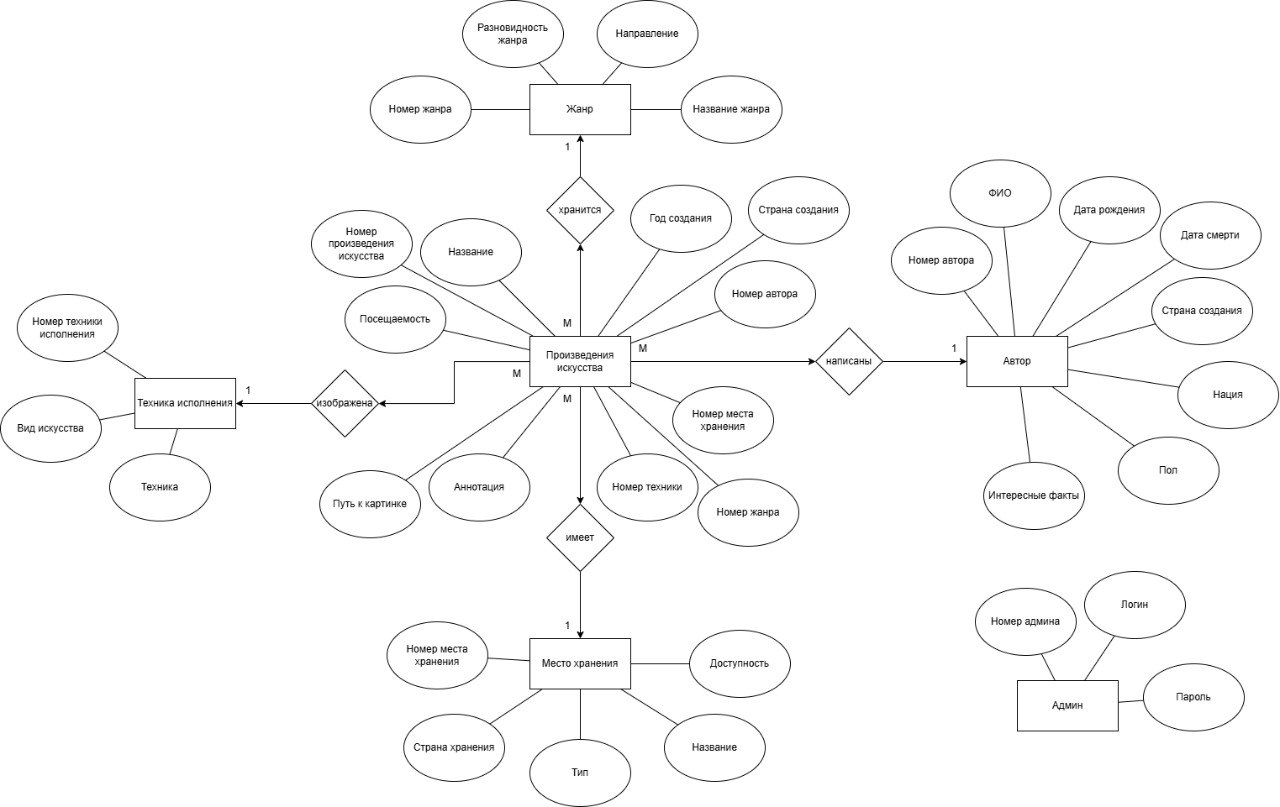 Разновидность
жанра
Направление
Номер жанра
Жанр
Название жанра
1
хранится
Год создания
Страна создания
ФИО
Дата рождения
Номер
произведения
искусства
Название
Дата смерти
Номер автора
Номер автора
Посещаемость
Страна создания
Номер техники
исполнения
М
Произведения
искусства
М
написаны
1
Автор
М
1
Техника исполнения
изображена
М
Нация
Вид искусства
Номер места
хранения
Пол
Техника
Путь к картинке
Аннотация
Номер техники
Номер жанра
Интересные факты
имеет
Логин
Номер админа
1
Номер места
хранения
Место хранения
Доступность
Админ
Пароль
Страна хранения
Тип
Название